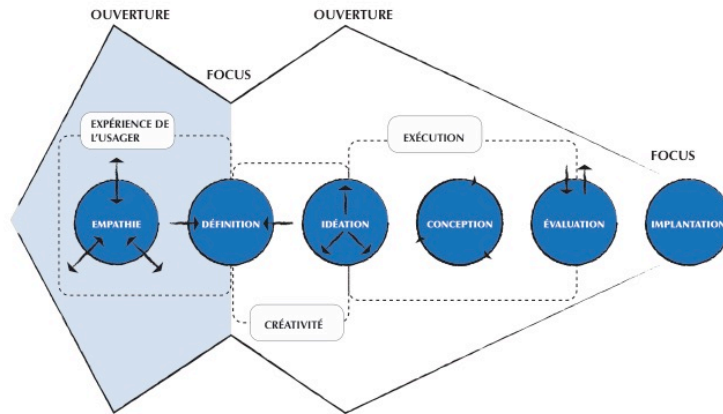 OUVERTURE
OUVERTURE
FOCUS
EXPÉRIENCE DE
L'USAGER
EXÉCUTION
FOCUS
EMPATHIE
DÉFINITION
IDÉATION
CONCEPTION
ÉVALUATION
IMPLANTATION
CRÉATIVITÉ